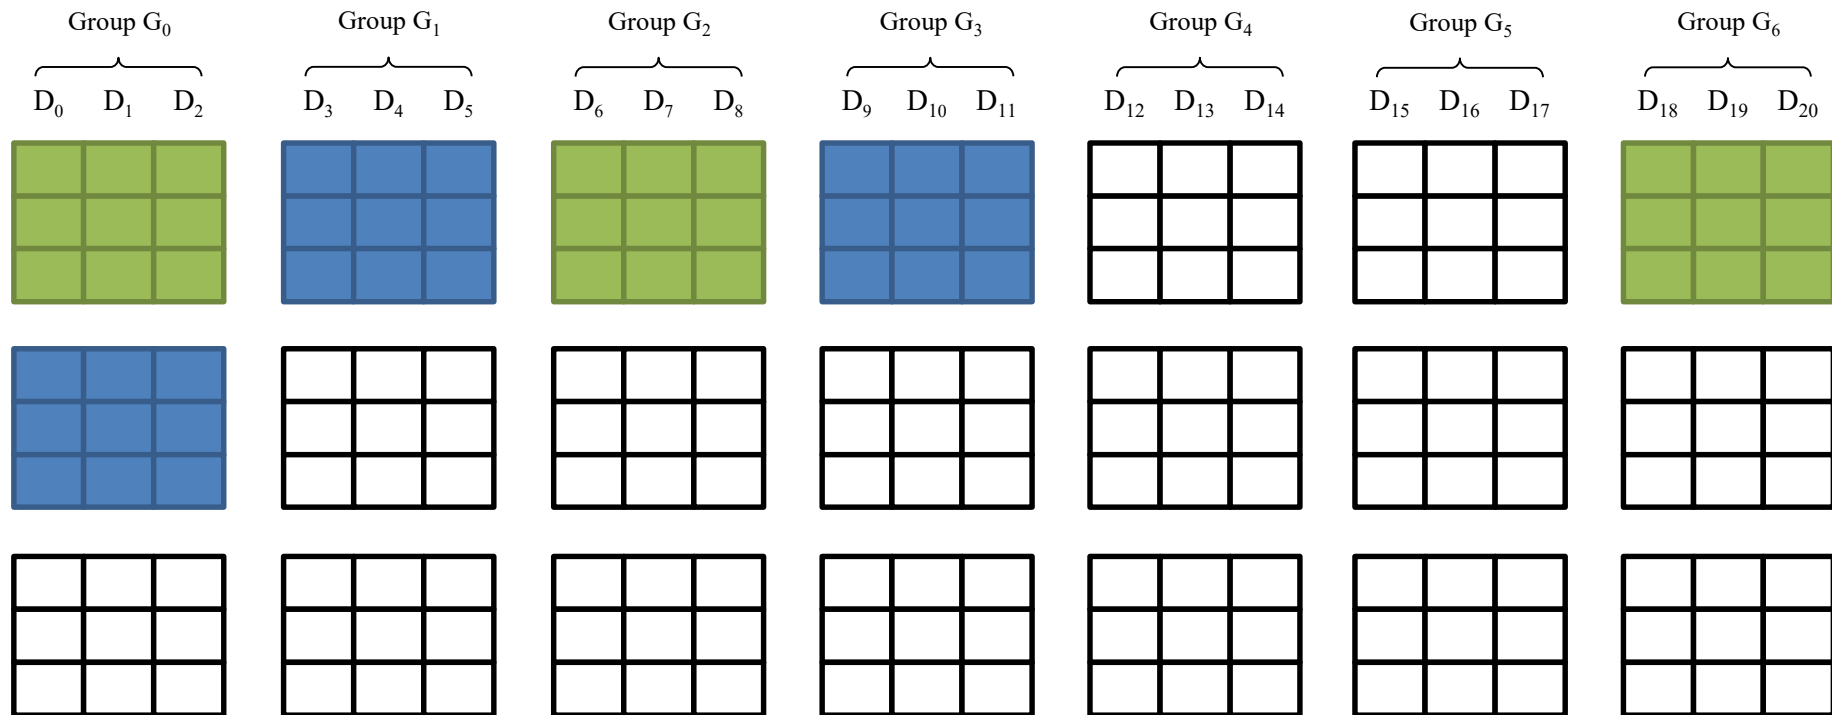 Group G₀ Group G₁ Group G₂ Group G₃ Group G₄ Group G₅ Group G₆
D₀ D₁ D₂ D₃ D₄ D₅ D₆ D₇ D₈ D₉ D₁₀ D₁₁ D₁₂ D₁₃ D₁₄ D₁₅ D₁₆ D₁₇ D₁₈ D₁₉ D₂₀